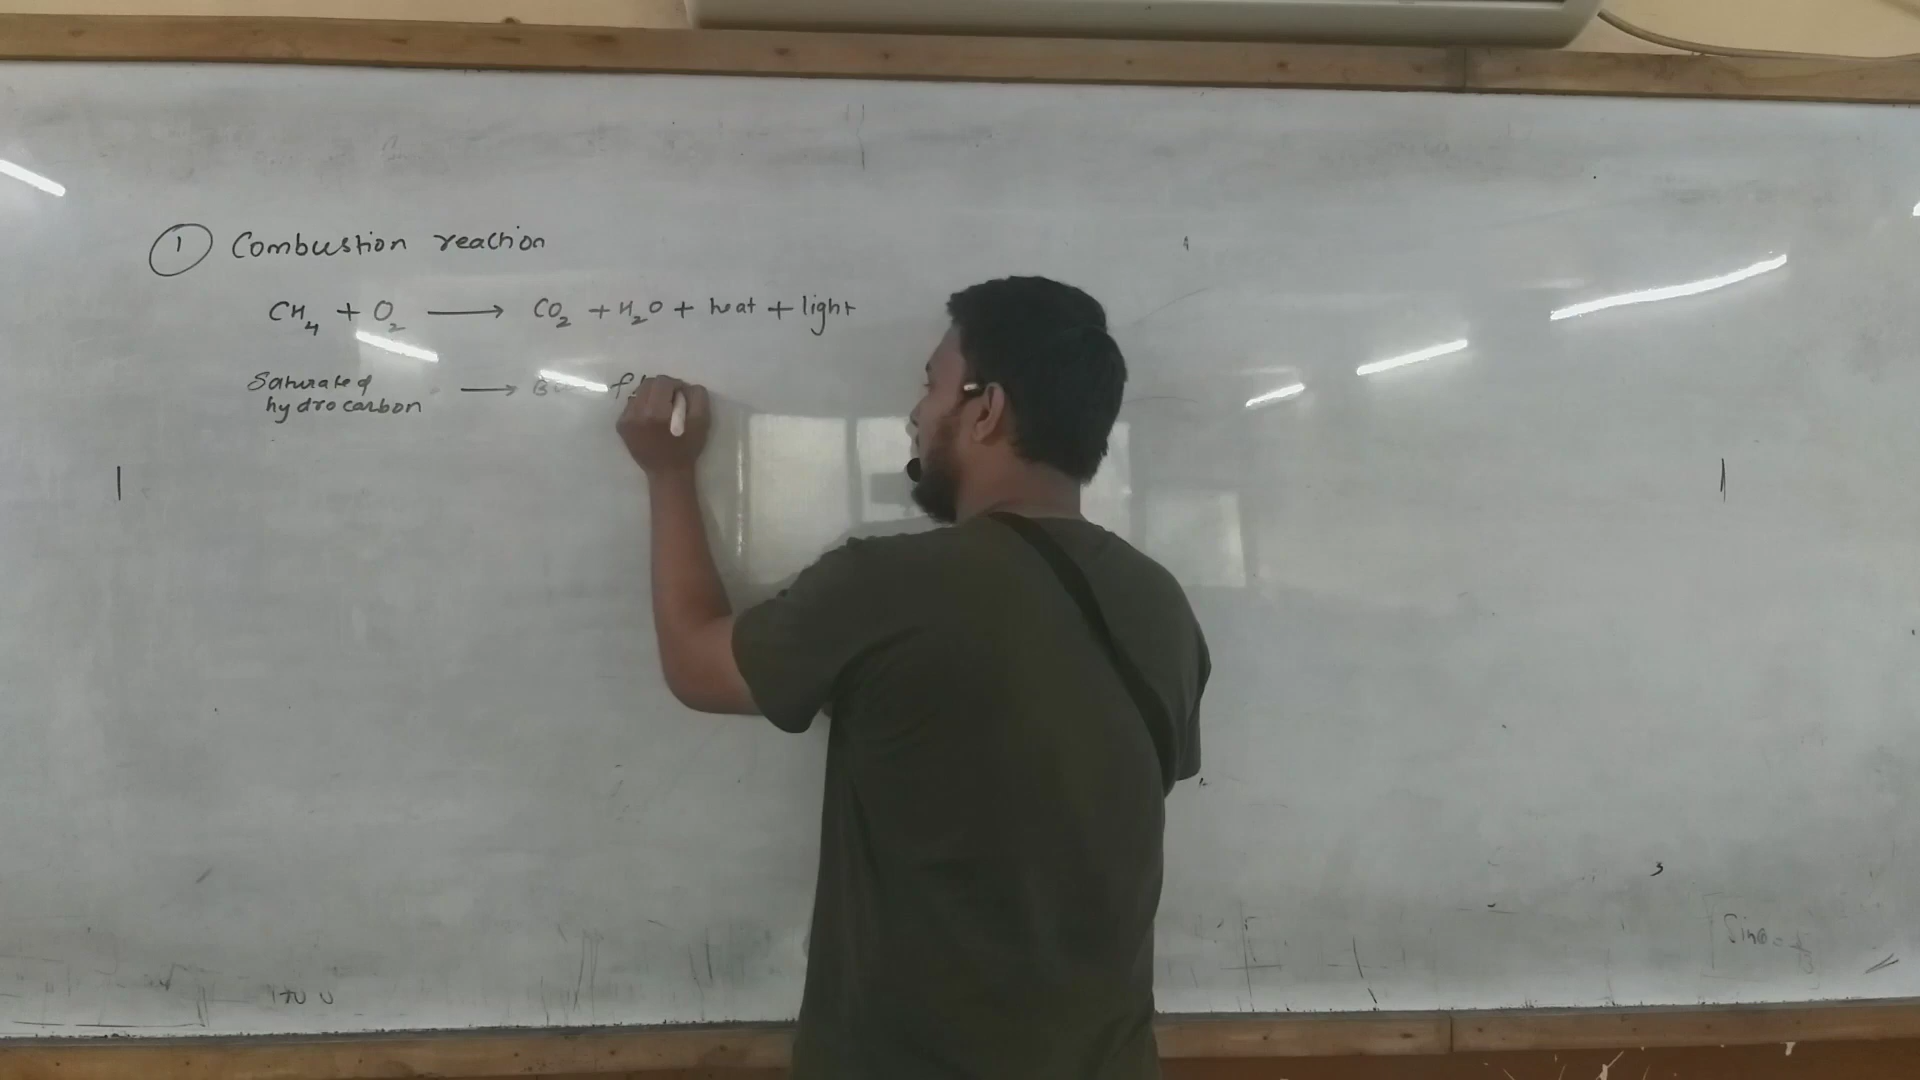 ① Combustion reaction
CH₄ + O₂ ⟶ CO₂ + H₂O + heat + light
Saturated ⟶
hydrocarbon